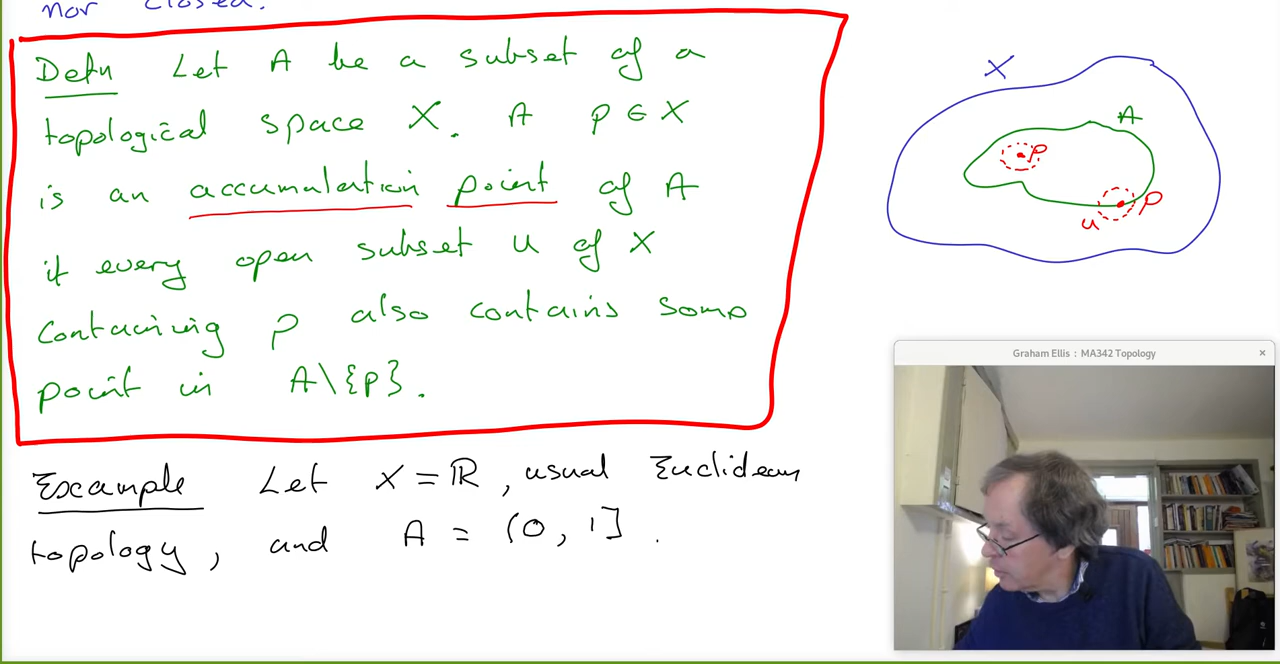 nor closed.
Defn Let A be a subset of a
topological space X. A p ∈ X
is an accumulation point of A
if every open subset U of X
containing p also contains some
point in A\{p}.
Example Let X = ℝ, usual Euclidean
topology, and A = (0, 1].
X
A
p
p
U
Graham Ellis : MA342 Topology
×